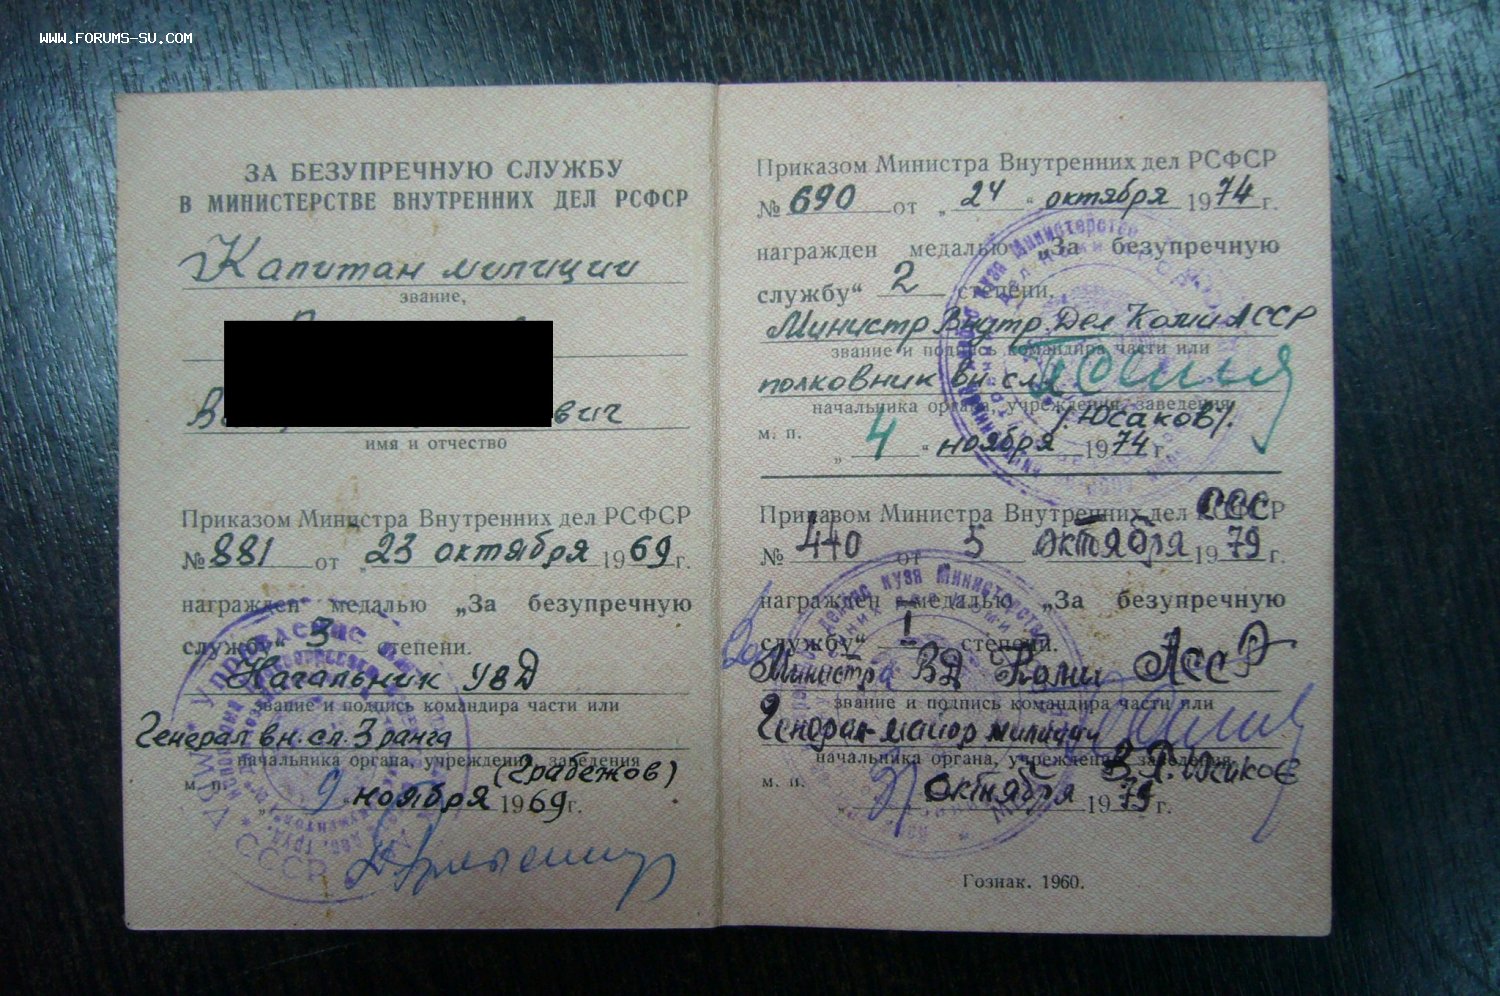 WWW.FORUMS-SU.COM
ЗА БЕЗУПРЕЧНУЮ СЛУЖБУ
В МИНИСТЕРСТВЕ ВНУТРЕННИХ ДЕЛ РСФСР
Капитан милиции
звание,
вич
имя и отчество
Приказом Министра Внутренних дел РСФСР
№ 881 от „23 октября 1969 г.
награжден медалью „За безупречную
службу“ 3 степени.
Начальник УВД
звание и подпись командира части или
Генерал вн. сл. 3 ранга
начальника органа, учреждения, заведения
(Грабежов)
м. п. „9“ ноября 1969 г.
Приказом Министра Внутренних дел РСФСР
№ 690 от „24“ октября 1974 г.
награжден медалью „За безупречную
службу“ 2 степени.
Министр Внутр. Дел Коми АССР
звание и подпись командира части или
полковник вн. сл.
начальника органа, учреждения, заведения
/Юсаков/.
м. п. „4“ ноября 1974 г.
Приказом Министра Внутренних дел СССР
№ 440 от 5 октября 1979 г.
награжден медалью „За безупречную
службу“ I степени.
Министра ВД Коми АССР
звание и подпись командира части или
Генерал-майор милиции
начальника органа, учреждения, заведения
м. п. октября 1979 г.
Гознак. 1960.